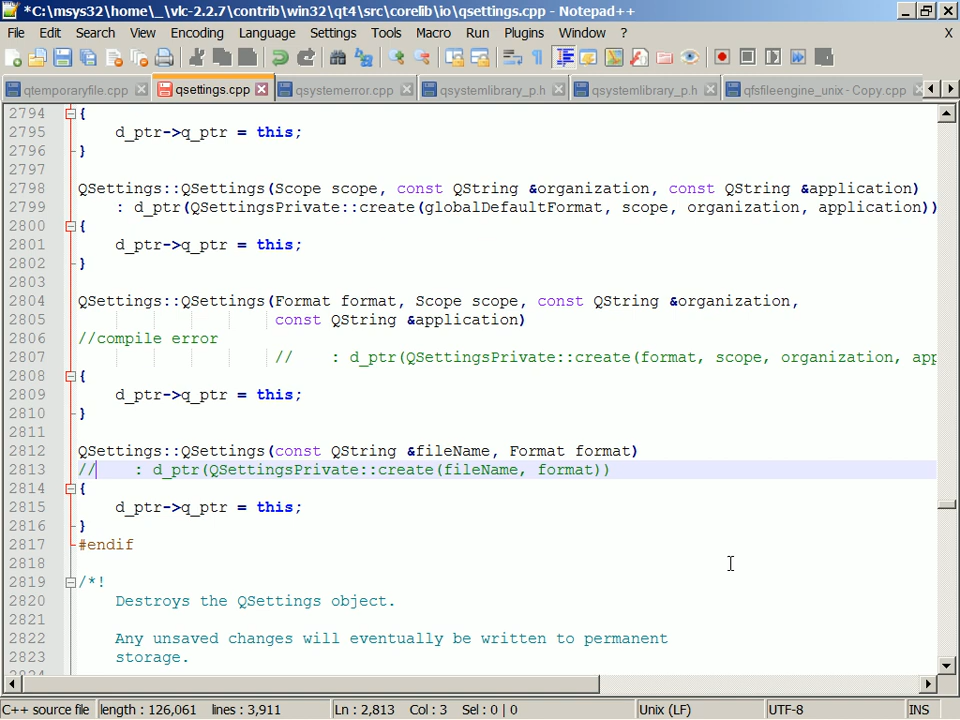 *C:\msys32\home\_\vlc-2.2.7\contrib\win32\qt4\src\corelib\io\qsettings.cpp - Notepad++
File Edit Search View Encoding Language Settings Tools Macro Run Plugins Window ? X
qtemporaryfile.cpp qsettings.cpp qsystemerror.cpp qsystemlibrary_p.h qsystemlibrary_p.h qfsfileengine_unix - Copy.cpp
2794 {
2795 d_ptr->q_ptr = this;
2796 }
2797
2798 QSettings::QSettings(Scope scope, const QString &organization, const QString &application)
2799 : d_ptr(QSettingsPrivate::create(globalDefaultFormat, scope, organization, application))
2800 {
2801 d_ptr->q_ptr = this;
2802 }
2803
2804 QSettings::QSettings(Format format, Scope scope, const QString &organization,
2805 const QString &application)
2806 //compile error
2807 // : d_ptr(QSettingsPrivate::create(format, scope, organization, app
2808 {
2809 d_ptr->q_ptr = this;
2810 }
2811
2812 QSettings::QSettings(const QString &fileName, Format format)
2813 // : d_ptr(QSettingsPrivate::create(fileName, format))
2814 {
2815 d_ptr->q_ptr = this;
2816 }
2817 #endif
2818
2819 /*!
2820 Destroys the QSettings object.
2821
2822 Any unsaved changes will eventually be written to permanent
2823 storage.
C++ source file length : 126,061 lines : 3,911 Ln : 2,813 Col : 3 Sel : 0 | 0 Unix (LF) UTF-8 INS